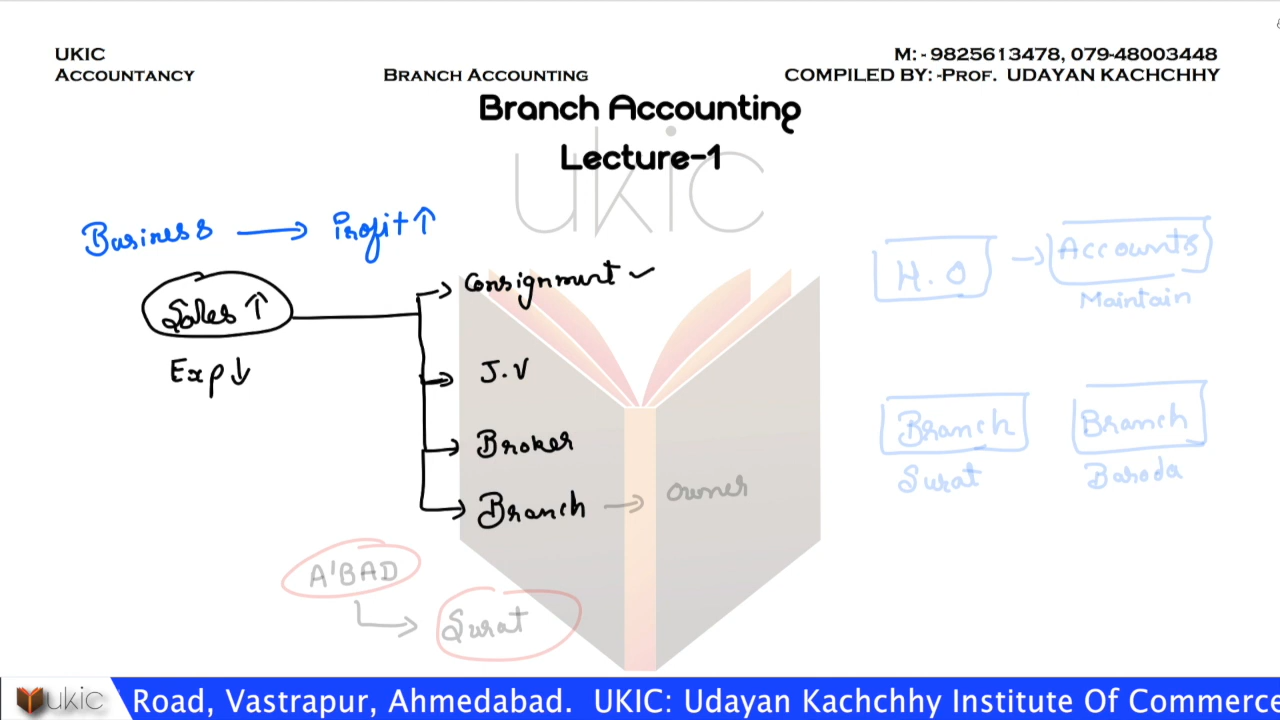 UKIC
M: - 9825613478, 079-48003448
ACCOUNTANCY
BRANCH ACCOUNTING
COMPILED BY: -PROF. UDAYAN KACHCHHY
Branch Accounting
Lecture-1
ukic
Business → Profit ↑
Sales ↑
Exp ↓
Consignment ✓
J.V
Broker
Branch → owner
A'BAD
Surat
H.O → Accounts
Maintain
Branch
Surat
Branch
Baroda
ukic
Road, Vastrapur, Ahmedabad. UKIC: Udayan Kachchhy Institute Of Commerce